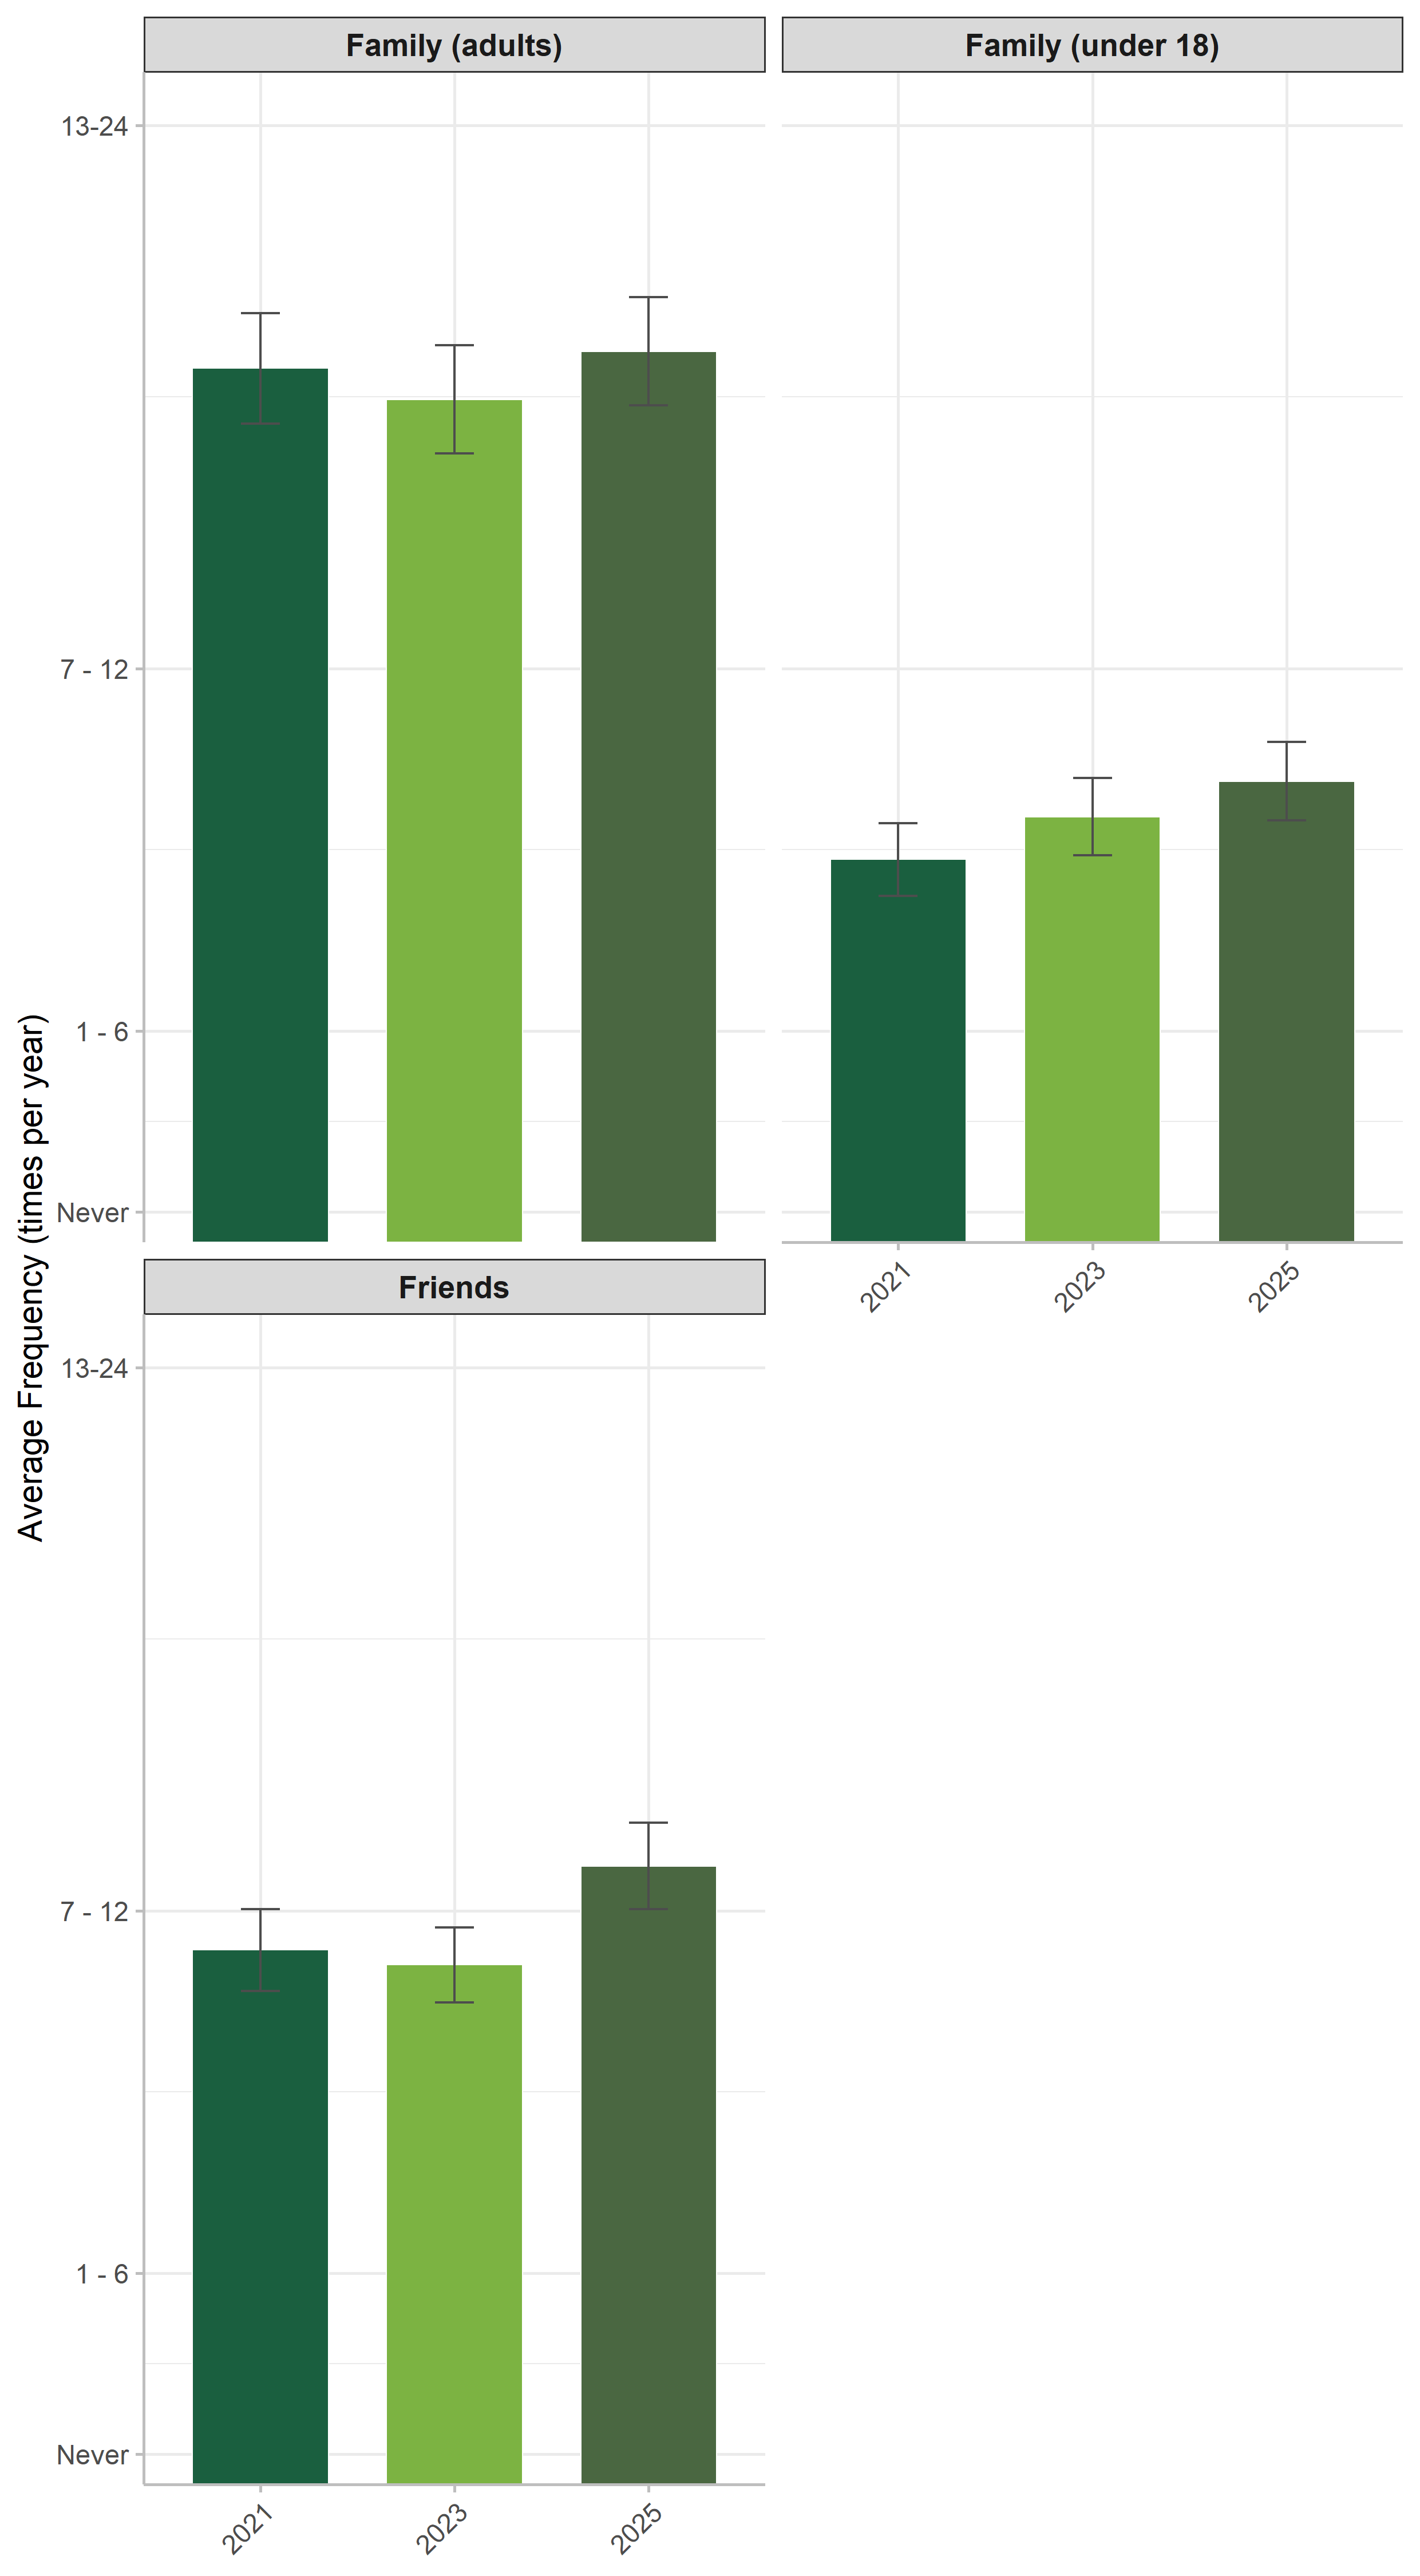 Family (adults)
Family (under 18)
13-24
7 - 12
1 - 6
Never
2021
2023
2025
Average Frequency (times per year)
Friends
13-24
7 - 12
1 - 6
Never
2021
2023
2025